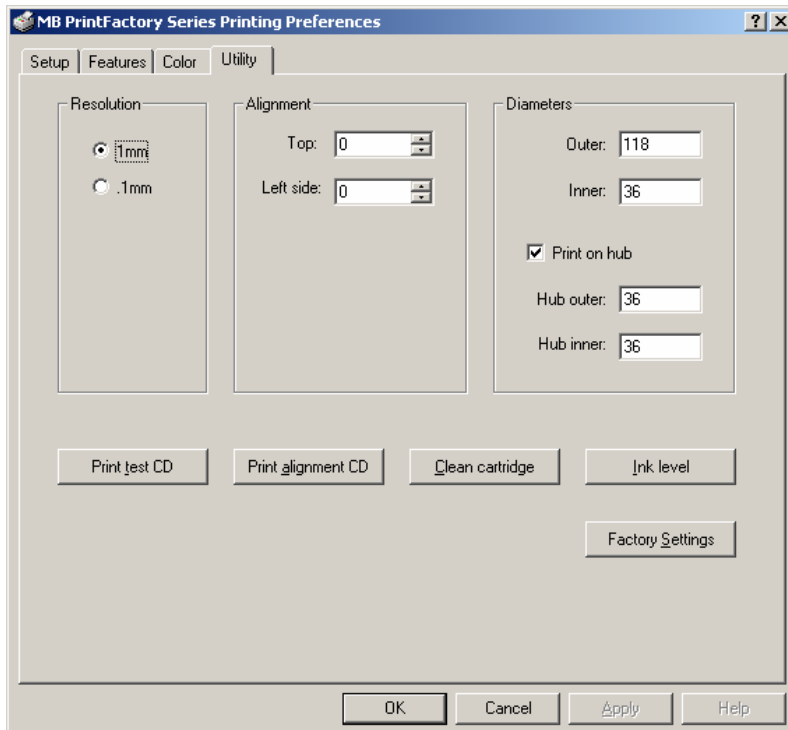 MB PrintFactory Series Printing Preferences
Setup Features Color Utility
Resolution
1mm
.1mm
Alignment
Top: 0
Left side: 0
Diameters
Outer: 118
Inner: 36
Print on hub
Hub outer: 36
Hub inner: 36
Print test CD
Print alignment CD
Clean cartridge
Ink level
Factory Settings
OK
Cancel
Apply
Help